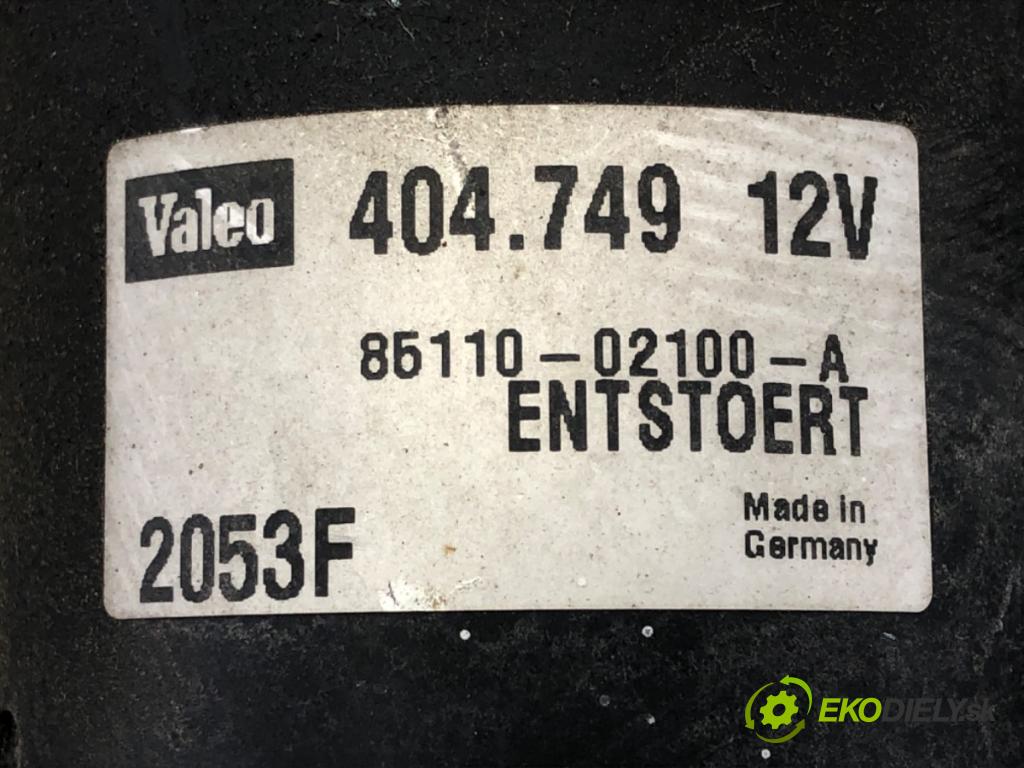 Valeo 404.749 12V
85110-02100-A
ENTSTOERT
Made in
2053F Germany
EKODIELY.sk